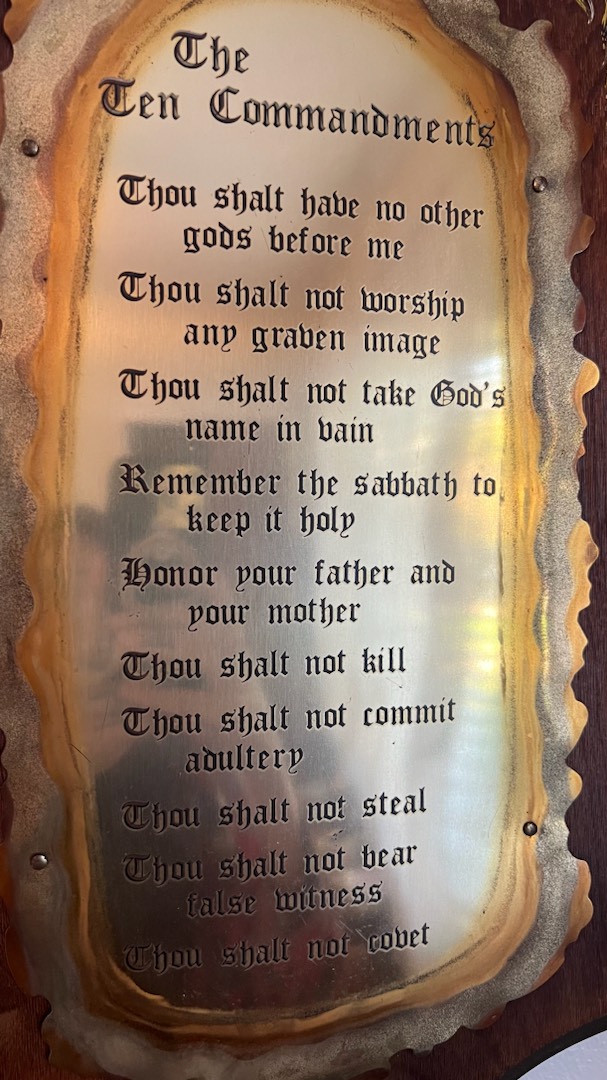 The
Ten Commandments
Thou shalt have no other
gods before me
Thou shalt not worship
any graven image
Thou shalt not take God's
name in vain
Remember the sabbath to
keep it holy
Honor your father and
your mother
Thou shalt not kill
Thou shalt not commit
adultery
Thou shalt not steal
Thou shalt not bear
false witness
Thou shalt not covet